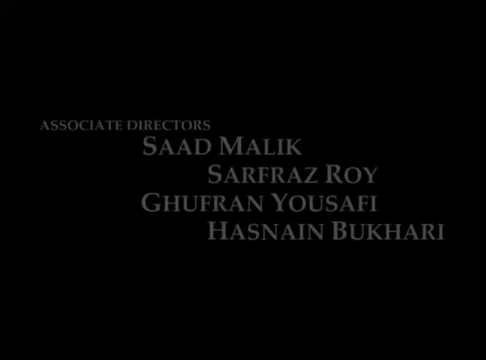 ASSOCIATE DIRECTORS
SAAD MALIK
SARFRAZ ROY
GHUFRAN YOUSAFI
HASNAIN BUKHARI